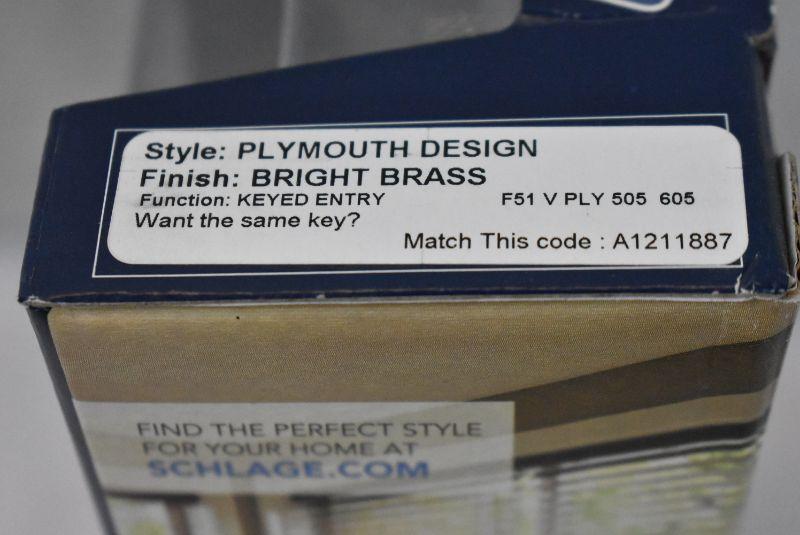 Style: PLYMOUTH DESIGN
Finish: BRIGHT BRASS
Function: KEYED ENTRY F51 V PLY 505 605
Want the same key?
Match This code : A1211887
FIND THE PERFECT STYLE
FOR YOUR HOME AT
SCHLAGE.COM